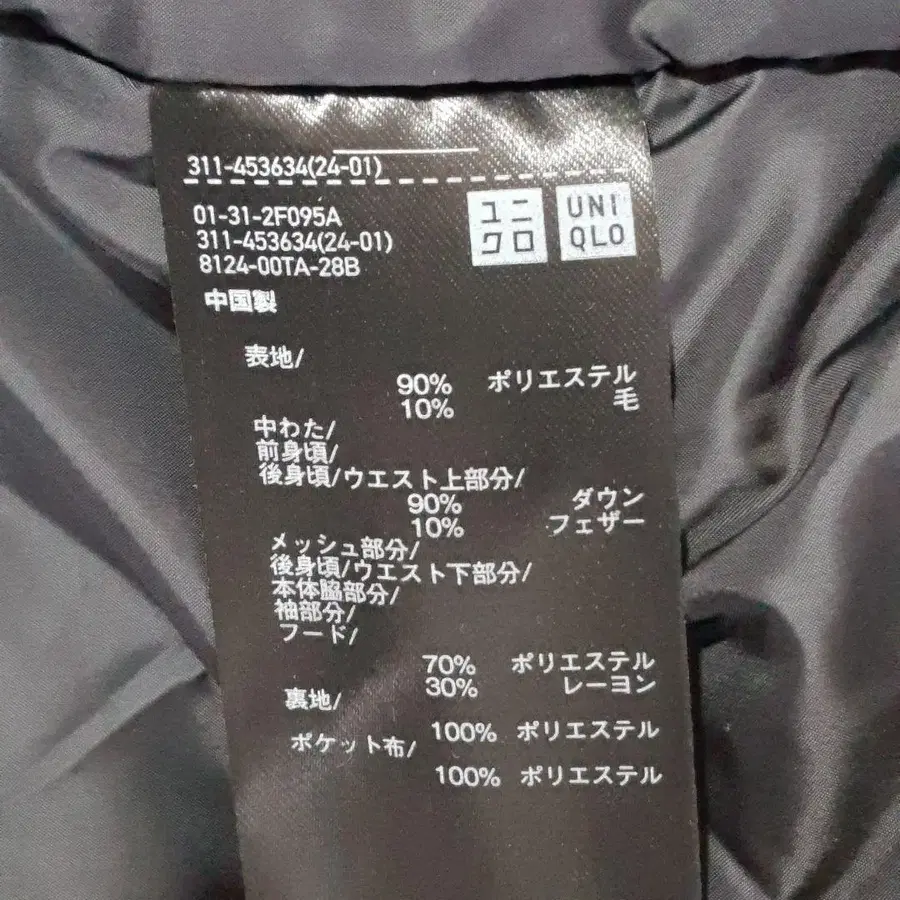 311-453634(24-01)
01-31-2F095A
311-453634(24-01)
8124-00TA-28B
中国製
ユニ
クロ
UNI
QLO
表地/
90% ポリエステル
10% 毛
中わた/
前身頃/
後身頃/ウエスト上部分/
90% ダウン
10% フェザー
メッシュ部分/
後身頃/ウエスト下部分/
本体脇部分/
袖部分/
フード/
70% ポリエステル
30% レーヨン
裏地/
100% ポリエステル
ポケット布/
100% ポリエステル